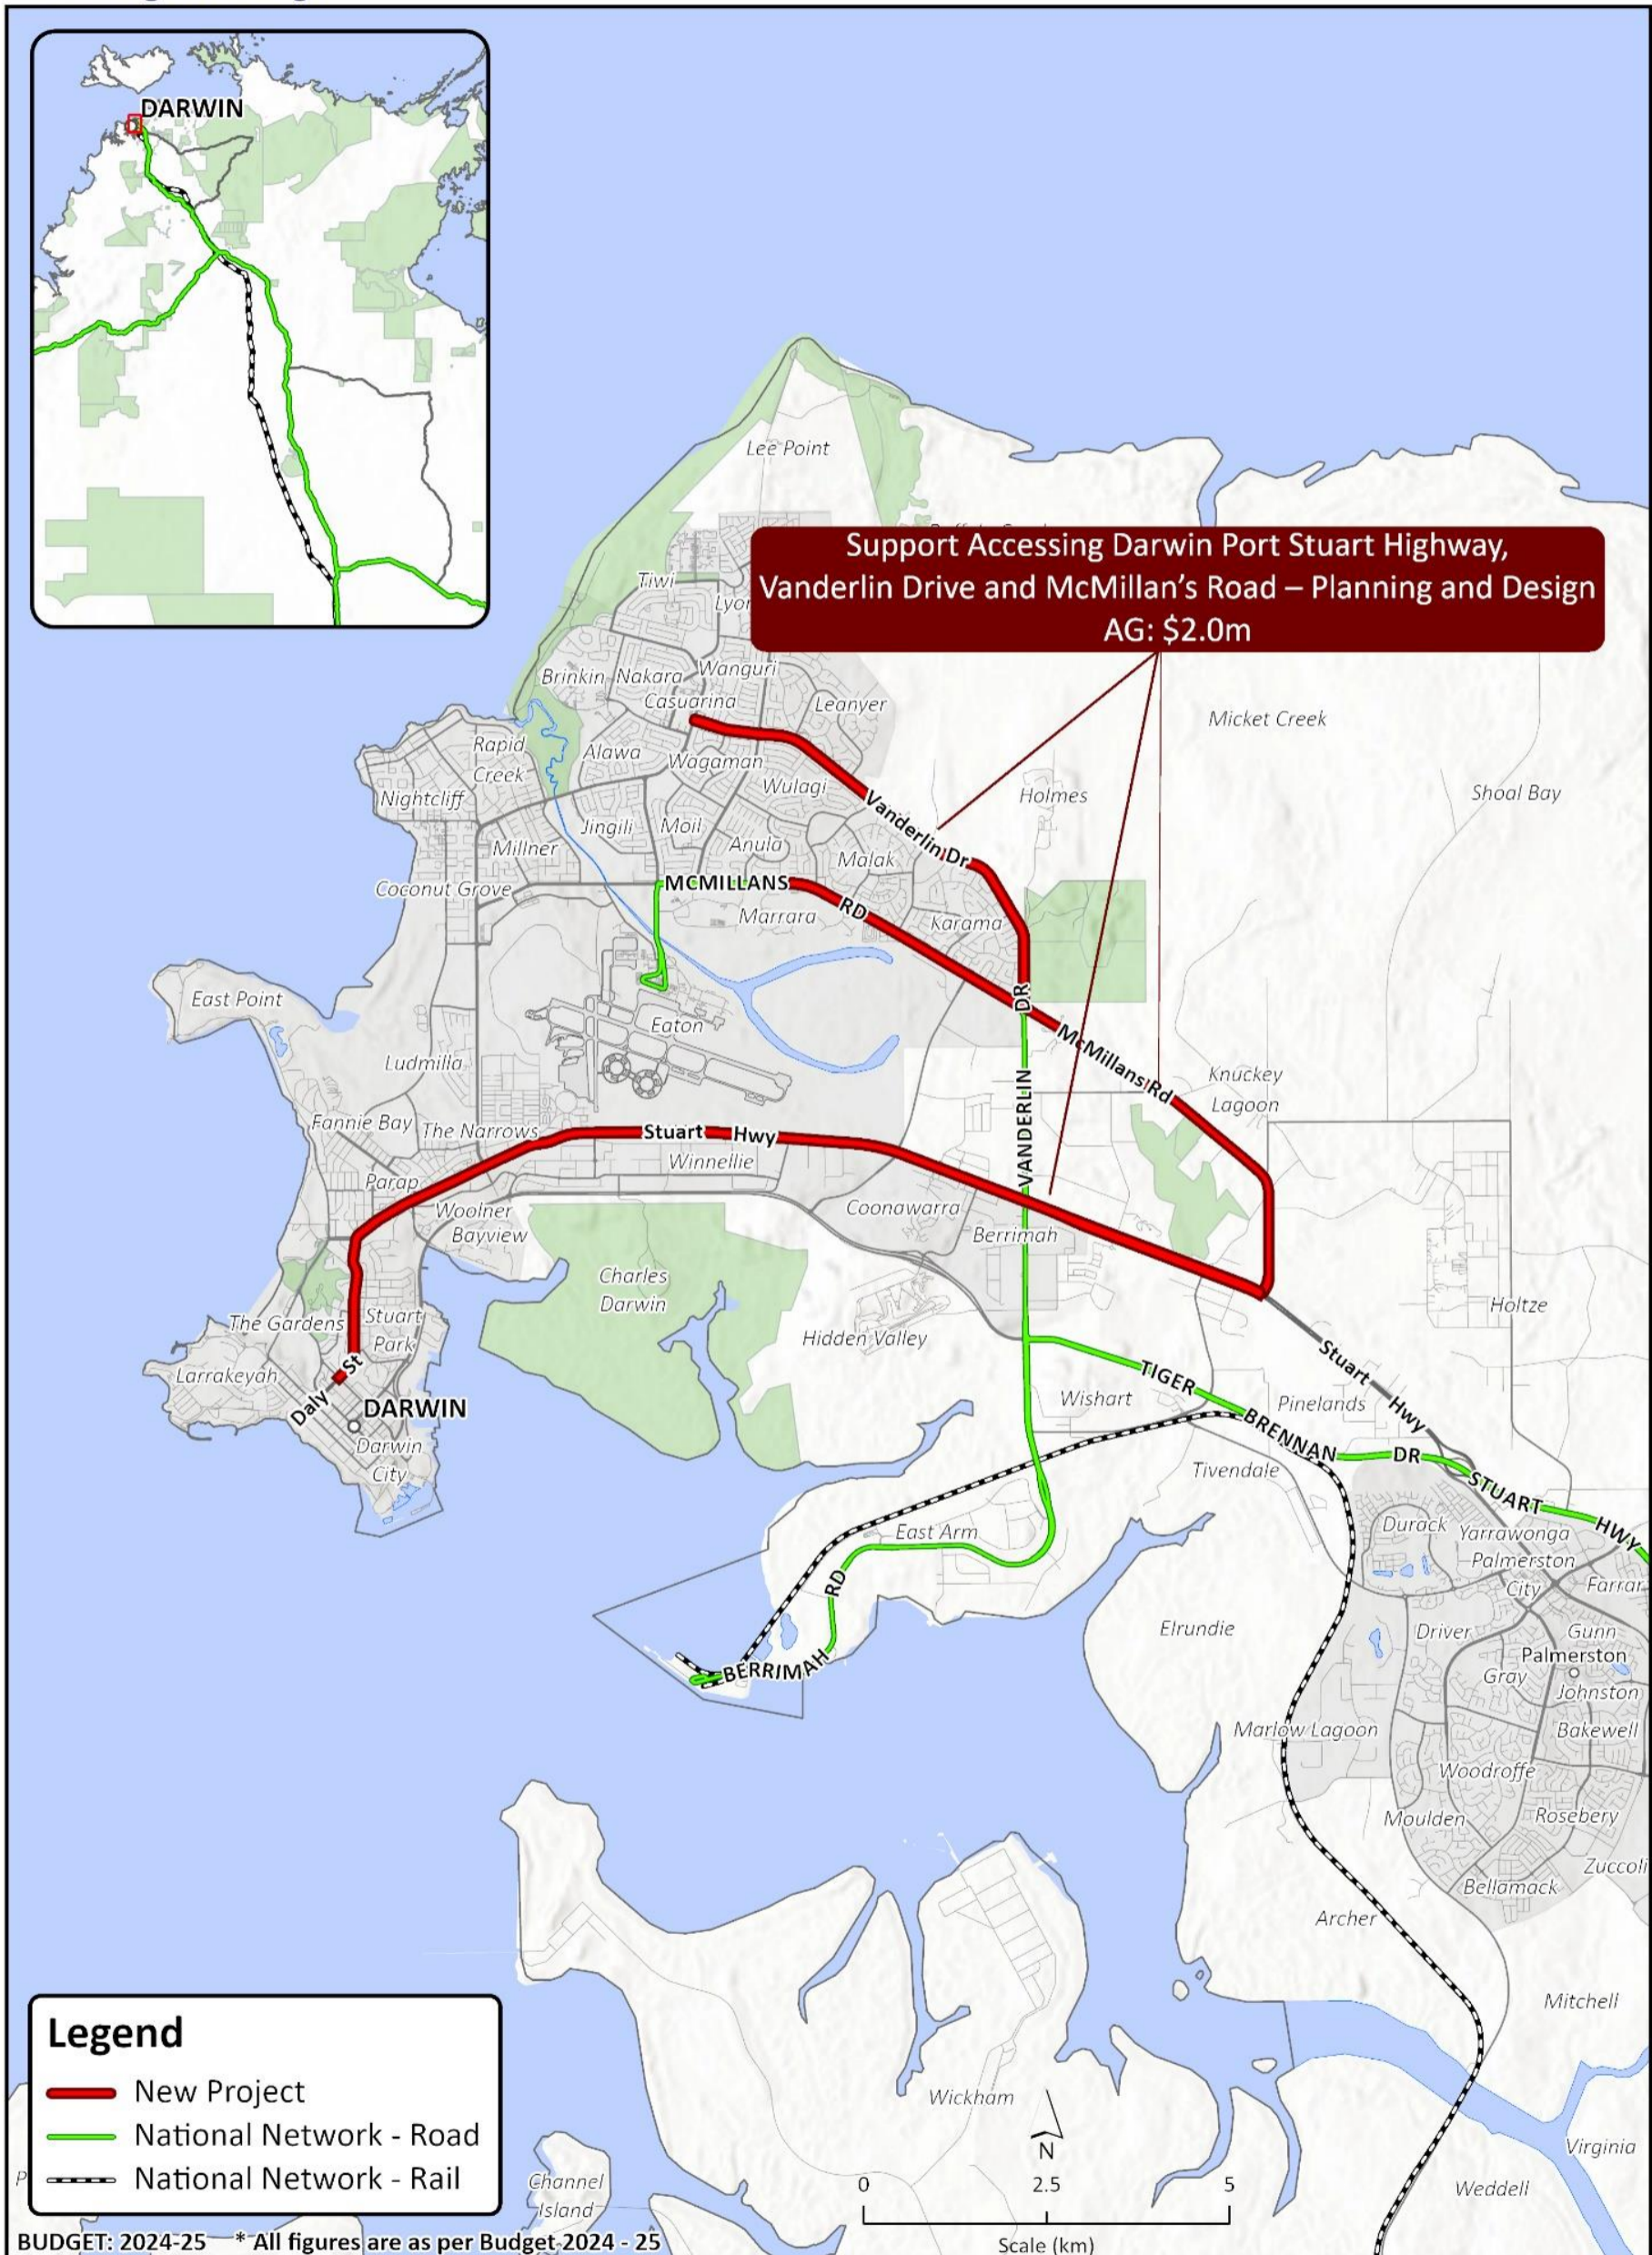 DARWIN
Lee Point
Support Accessing Darwin Port Stuart Highway,
Vanderlin Drive and McMillan's Road – Planning and Design
AG: $2.0m
Tiwi
Brinkin
Nakara
Wanguri
Casuarina
Leanyer
Micket Creek
Rapid
Creek
Alawa
Wagaman
Wulagi
Nightcliff
Vanderlin Dr
Holmes
Shoal Bay
Jingili
Moil
Millner
Anula
Malak
Coconut Grove
MCMILLANS
RD
Marrara
Karama
East Point
DR
Eaton
McMillans Rd
Ludmilla
VANDERLIN
Knuckey
Lagoon
Fannie Bay
The Narrows
Stuart Hwy
Winnellie
Parap
Woolner
Bayview
Coonawarra
Berrimah
Charles
Darwin
The Gardens
Stuart
Park
Hidden Valley
Holtze
Larrakeyah
Daly St
Stuart Hwy
TIGER
BRENNAN
DR
Wishart
Pinelands
DARWIN
Darwin
City
Tivendale
STUART
HWY
East Arm
Durack
Yarrawonga
Palmerston
City
Farrar
RD
BERRIMAH
Elrundie
Driver
Gunn
Palmerston
Gray
Johnston
Marlow Lagoon
Bakewell
Woodroffe
Moulden
Rosebery
Zuccoli
Bellamack
Archer
Mitchell
Legend
New Project
National Network - Road
National Network - Rail
Wickham
N
Virginia
Channel
Island
Weddell
0 2.5 5
Scale (km)
BUDGET: 2024-25 * All figures are as per Budget 2024 - 25